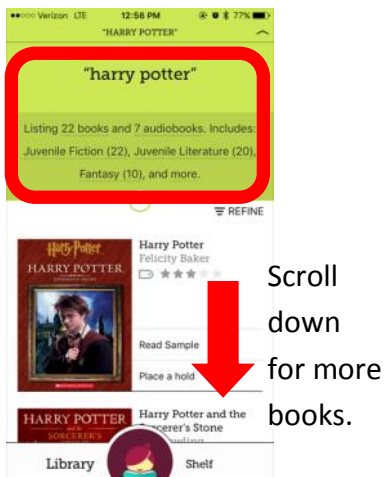 Verizon LTE 12:56 PM 77%
"HARRY POTTER"
"harry potter"
Listing 22 books and 7 audiobooks. Includes:
Juvenile Fiction (22), Juvenile Literature (20),
Fantasy (10), and more.
REFINE
Harry Potter
HARRY POTTER
Harry Potter
Felicity Baker
Read Sample
Place a hold
Scroll
down
for more
books.
HARRY POTTER
SORCERER'S
Harry Potter and the
Sorcerer's Stone
Library
Shelf